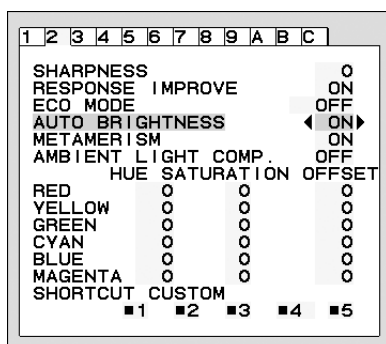 1 2 3 4 5 6 7 8 9 A B C
SHARPNESS 0
RESPONSE IMPROVE ON
ECO MODE OFF
AUTO BRIGHTNESS ◀ ON▶
METAMERISM ON
AMBIENT LIGHT COMP. OFF
HUE SATURATION OFFSET
RED 0 0 0
YELLOW 0 0 0
GREEN 0 0 0
CYAN 0 0 0
BLUE 0 0 0
MAGENTA 0 0 0
SHORTCUT CUSTOM
■1 ■2 ■3 ■4 ■5